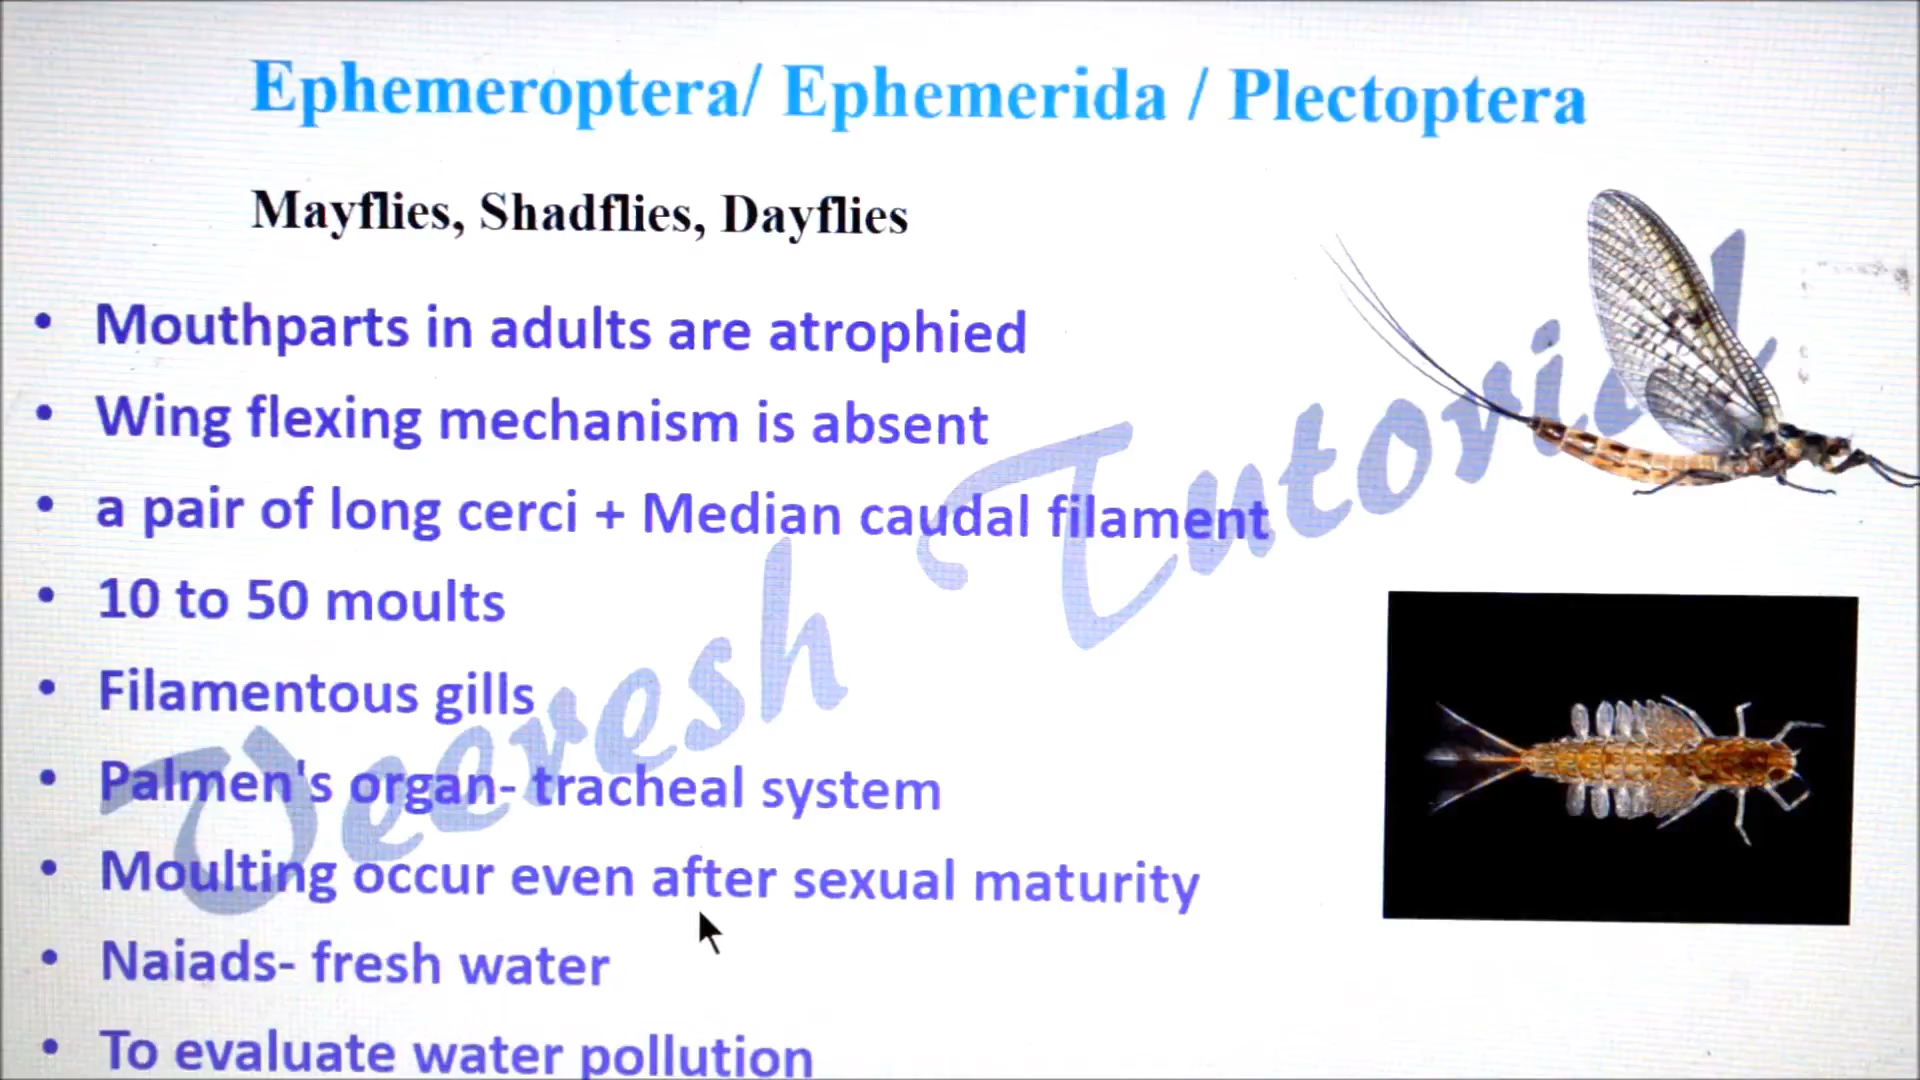 Ephemeroptera/ Ephemerida / Plectoptera
Mayflies, Shadflies, Dayflies
• Mouthparts in adults are atrophied
• Wing flexing mechanism is absent
• a pair of long cerci + Median caudal filament
• 10 to 50 moults
• Filamentous gills
• Palmen's organ- tracheal system
• Moulting occur even after sexual maturity
• Naiads- fresh water
• To evaluate water pollution
Veeresh Tutorial